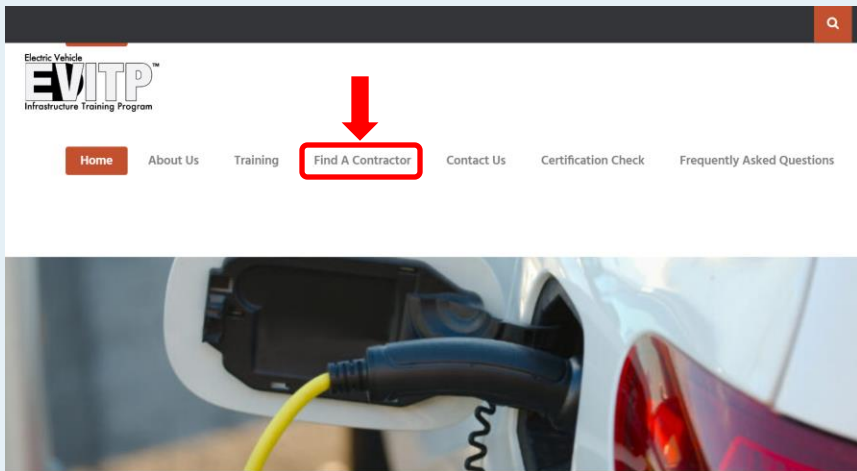 Electric Vehicle
EVITP™
Infrastructure Training Program
Home About Us Training Find A Contractor Contact Us Certification Check Frequently Asked Questions